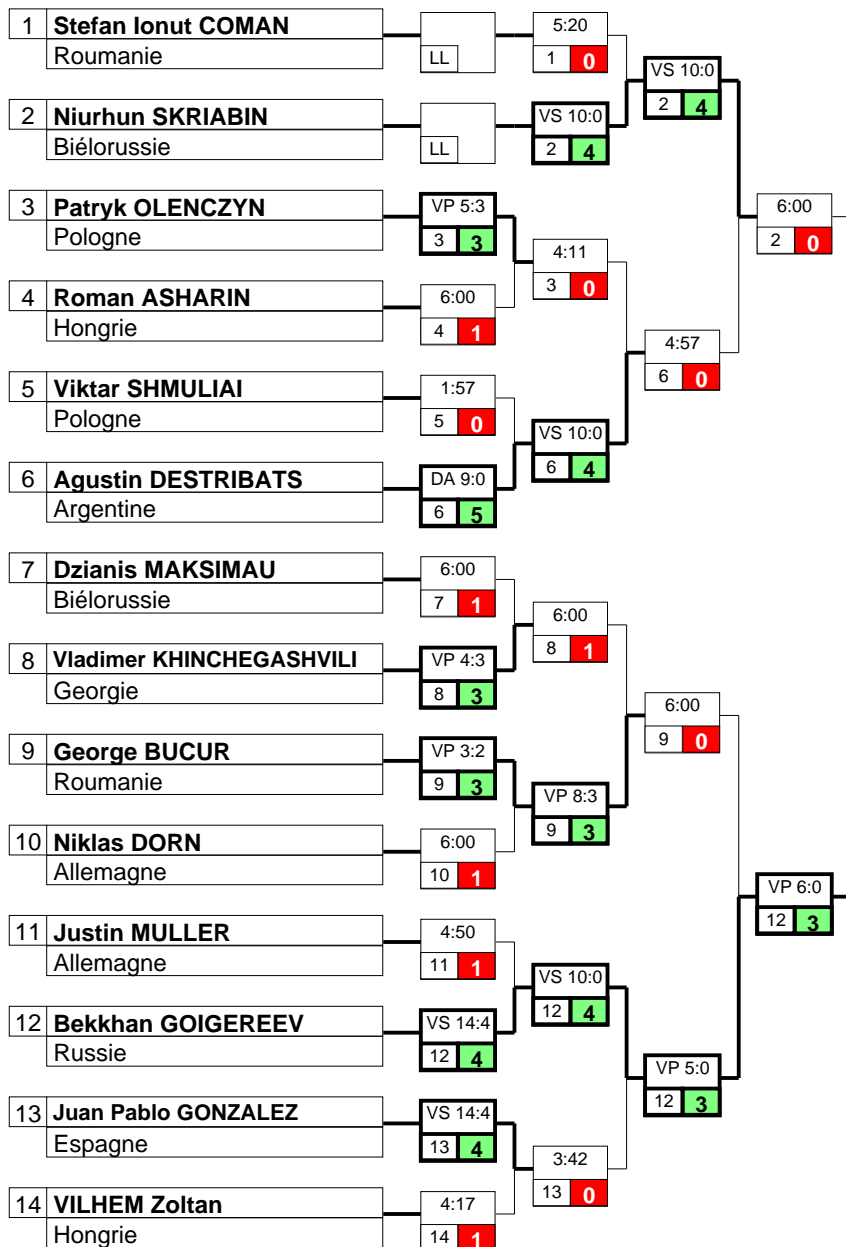 1 Stefan Ionut COMAN
Roumanie
LL
5:20
1 0
VS 10:0
2 4
2 Niurhun SKRIABIN
Biélorussie
LL
VS 10:0
2 4
3 Patryk OLENCZYN
Pologne
VP 5:3
3 3
4:11
3 0
6:00
2 0
4 Roman ASHARIN
Hongrie
6:00
4 1
4:57
6 0
5 Viktar SHMULIAI
Pologne
1:57
5 0
VS 10:0
6 4
6 Agustin DESTRIBATS
Argentine
DA 9:0
6 5
7 Dzianis MAKSIMAU
Biélorussie
6:00
7 1
6:00
8 1
8 Vladimer KHINCHEGASHVILI
Georgie
VP 4:3
8 3
6:00
9 0
9 George BUCUR
Roumanie
VP 3:2
9 3
VP 8:3
9 3
10 Niklas DORN
Allemagne
6:00
10 1
VP 6:0
12 3
11 Justin MULLER
Allemagne
4:50
11 1
VS 10:0
12 4
12 Bekkhan GOIGEREEV
Russie
VS 14:4
12 4
VP 5:0
12 3
13 Juan Pablo GONZALEZ
Espagne
VS 14:4
13 4
3:42
13 0
14 VILHEM Zoltan
Hongrie
4:17
14 1